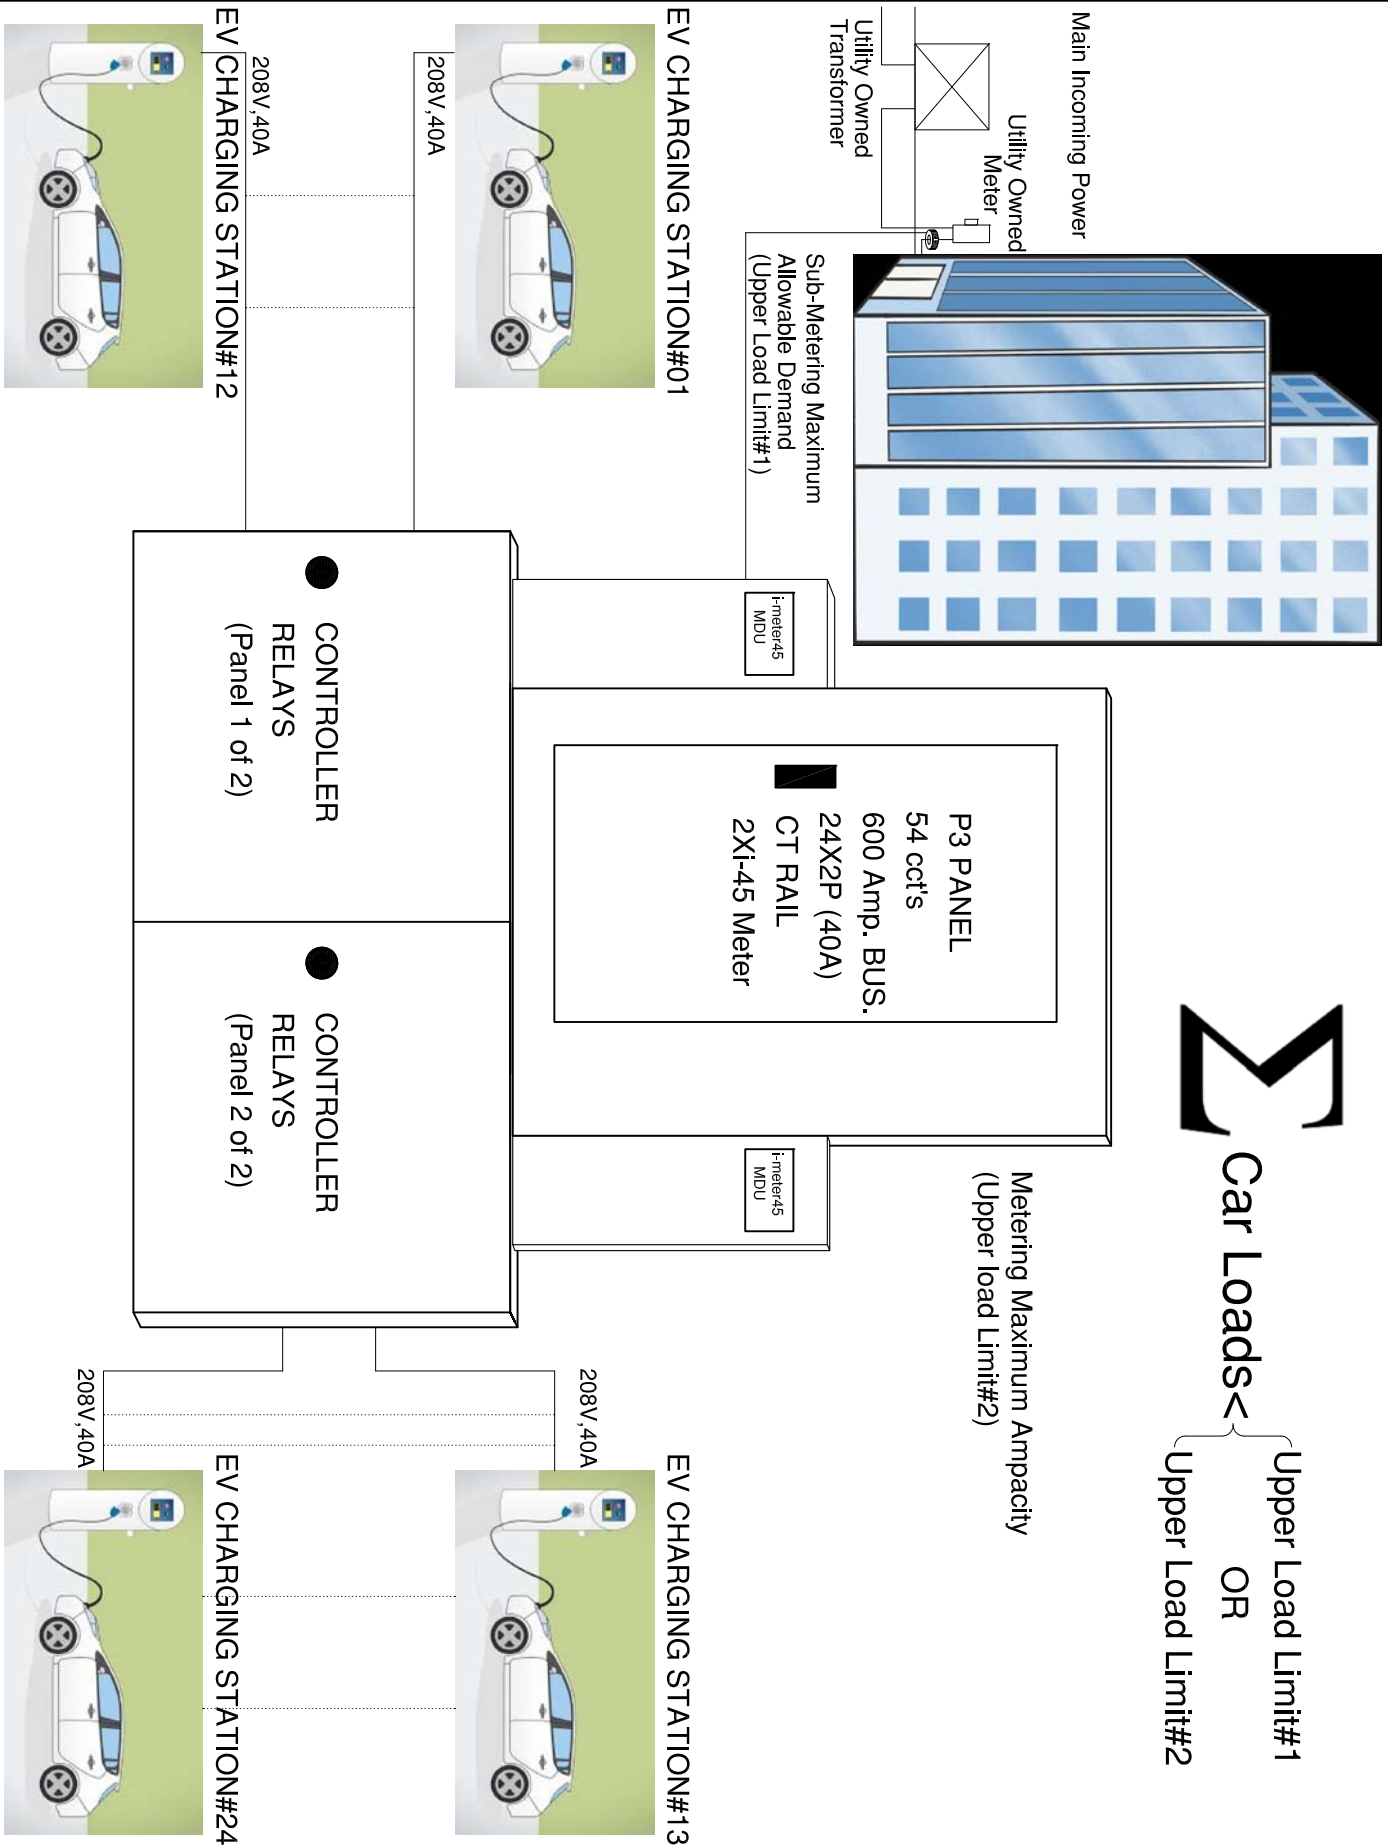 Main Incoming Power
Utility Owned
Meter
Utility Owned
Transformer
Sub-Metering Maximum
Allowable Demand
(Upper Load Limit#1)
Σ Car Loads<
Upper Load Limit#1
OR
Upper Load Limit#2
Metering Maximum Ampacity
(Upper load Limit#2)
P3 PANEL
54 cct's
600 Amp. BUS.
24X2P (40A)
CT RAIL
2Xi-45 Meter
i-meter45
MDU
i-meter45
MDU
EV CHARGING STATION#01
208V,40A
EV CHARGING STATION#12
208V,40A
CONTROLLER
RELAYS
(Panel 1 of 2)
CONTROLLER
RELAYS
(Panel 2 of 2)
EV CHARGING STATION#13
208V,40A
EV CHARGING STATION#24
208V,40A